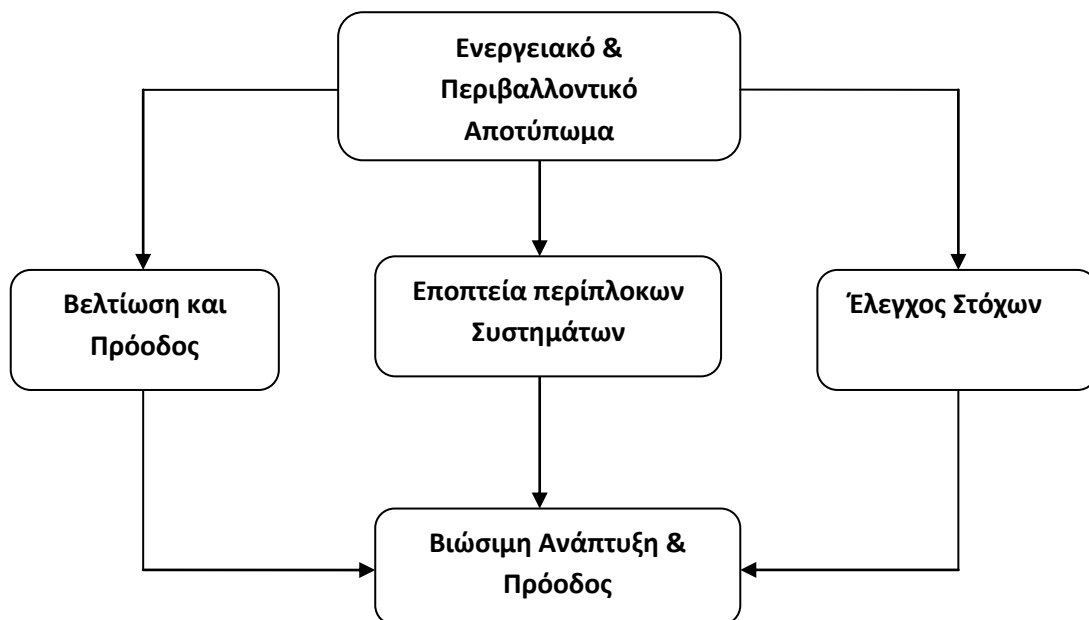 Ενεργειακό &
Περιβαλλοντικό
Αποτύπωμα
Βελτίωση και
Πρόοδος
Εποπτεία περίπλοκων
Συστημάτων
Έλεγχος Στόχων
Βιώσιμη Ανάπτυξη &
Πρόοδος